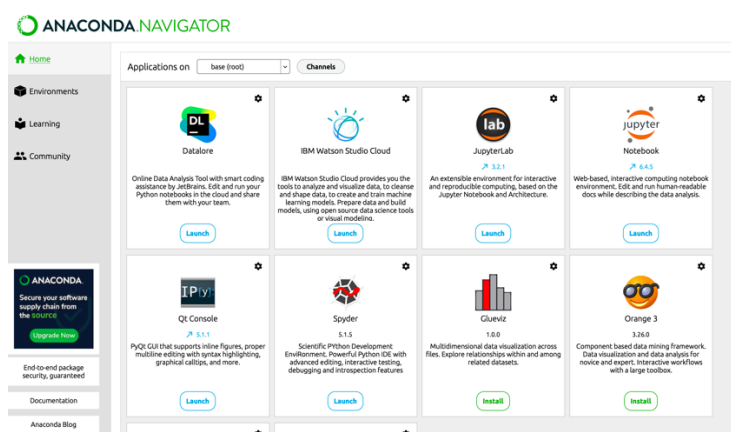 ANACONDA.NAVIGATOR
Home
Environments
Learning
Community
Applications on
base (root)
Channels
DL
Datalore
Online Data Analysis Tool with smart coding
assistance by JetBrains. Edit and run your
Python notebooks in the cloud and share
them with your team.
Launch
IBM Watson Studio Cloud
IBM Watson Studio Cloud provides you the
tools to analyze and visualize data, to cleanse
and shape data, to create and train machine
learning models. Prepare data and build
models, using open source data science tools
or visual modeling.
Launch
lab
JupyterLab
3.2.1
An extensible environment for interactive
and reproducible computing, based on the
Jupyter Notebook and Architecture.
Launch
jupyter
Notebook
6.4.5
Web-based, interactive computing notebook
environment. Edit and run human-readable
docs while describing the data analysis.
Launch
IP[y]:
Qt Console
5.1.1
PyQt GUI that supports inline figures, proper
multiline editing with syntax highlighting,
graphical calltips, and more.
Launch
Spyder
5.1.5
Scientific PYthon Development
EnviRonment. Powerful Python IDE with
advanced editing, interactive testing,
debugging and introspection features
Launch
Glueviz
1.0.0
Multidimensional data visualization across
files. Explore relationships within and among
related datasets.
Install
Orange 3
3.26.0
Component based data mining framework.
Data visualization and data analysis for
novice and expert. Interactive workflows
with a large toolbox.
Install
ANACONDA.
Secure your software
supply chain from
the source
Upgrade Now
End-to-end package
security, guaranteed
Documentation
Anaconda Blog